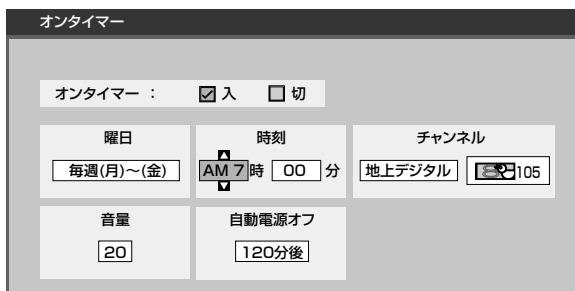 オンタイマー
オンタイマー : 入 切
曜日 時刻 チャンネル
毎週(月)~(金) AM 7 時 00 分 地上デジタル 105
音量 自動電源オフ
20 120分後